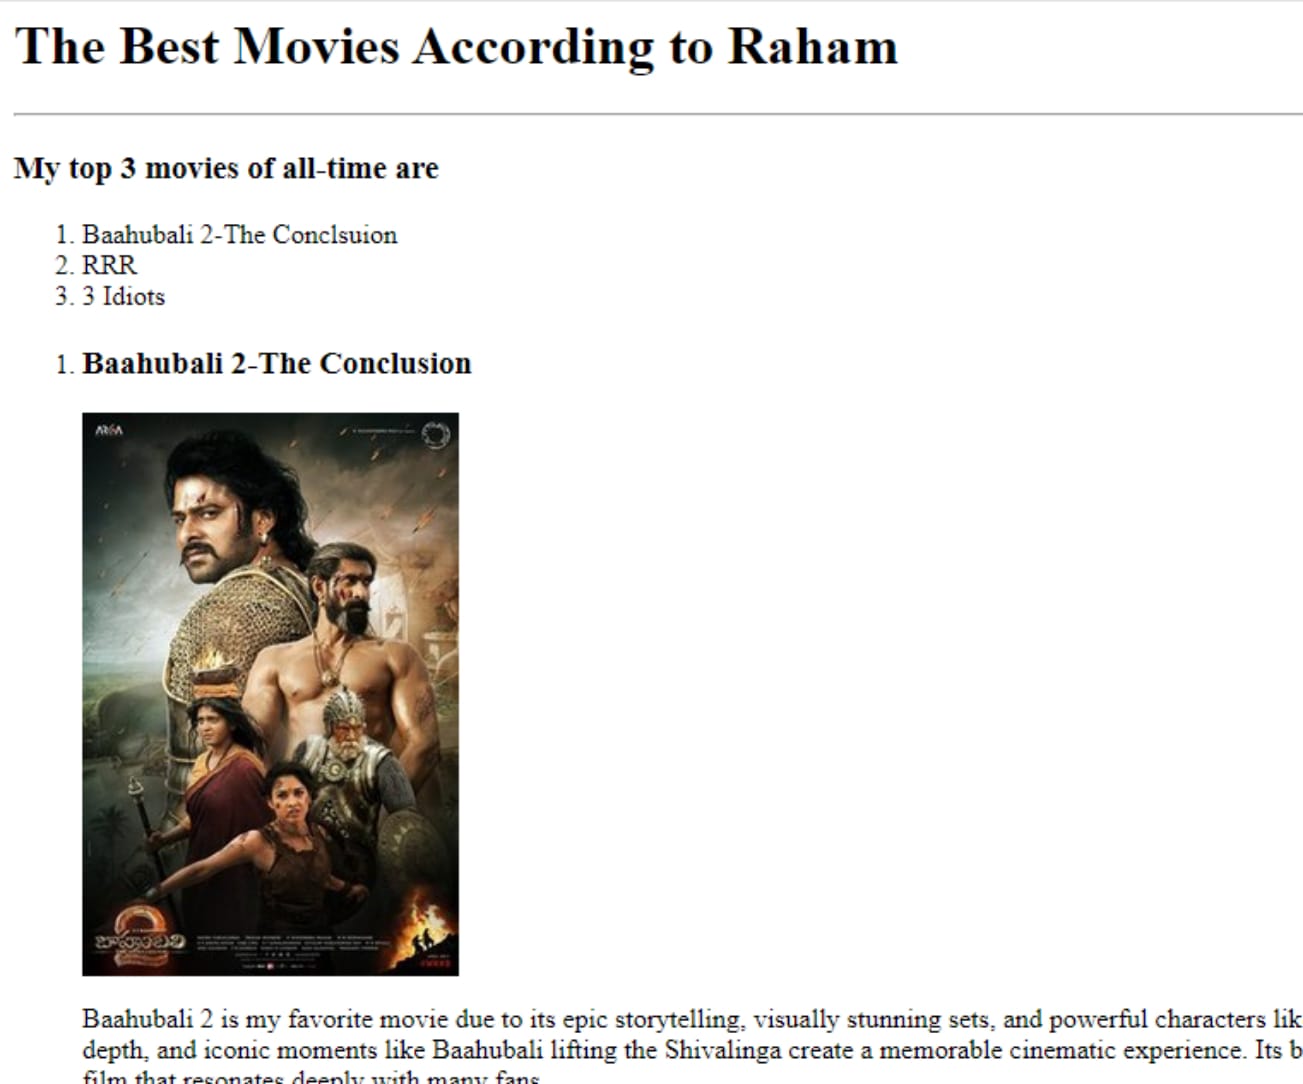 The Best Movies According to Raham
My top 3 movies of all-time are
1. Baahubali 2-The Conclsuion
2. RRR
3. 3 Idiots
1. Baahubali 2-The Conclusion
ARKA
2
బాహుబలి
Baahubali 2 is my favorite movie due to its epic storytelling, visually stunning sets, and powerful characters lik
depth, and iconic moments like Baahubali lifting the Shivalinga create a memorable cinematic experience. Its b
film that resonates deeply with many fans.